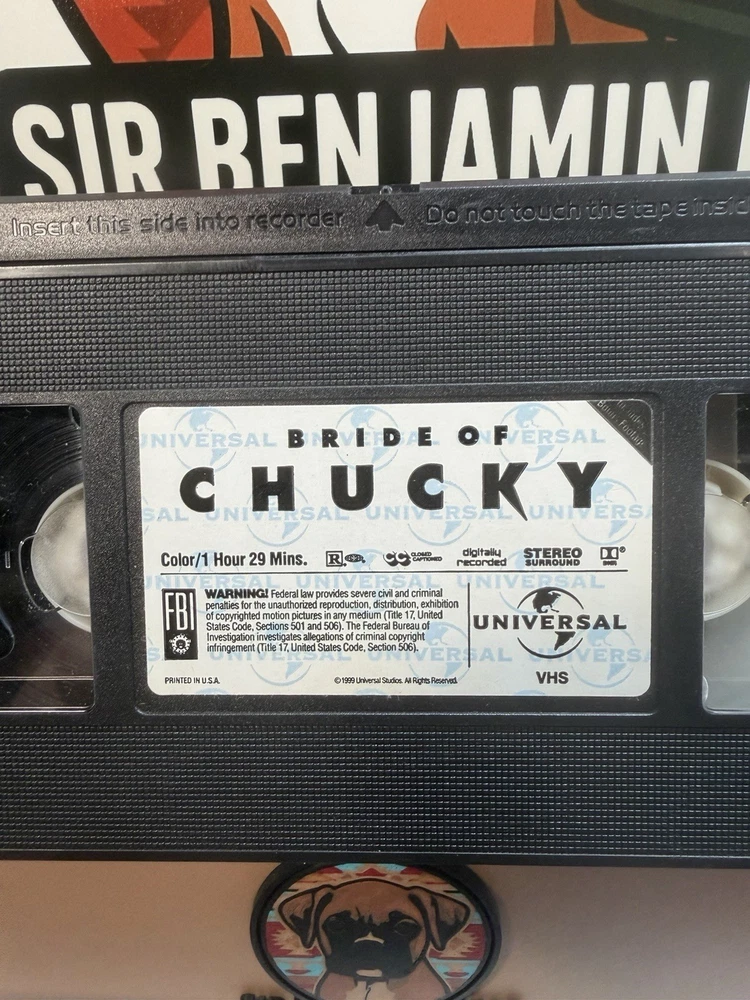 SIR BENJAMIN
Insert this side into recorder Do not touch the tape inside
BRIDE OF
CHUCKY
Color/1 Hour 29 Mins. R CC CLOSED CAPTIONED digitally recorded STEREO SURROUND
WARNING! Federal law provides severe civil and criminal
penalties for the unauthorized reproduction, distribution, exhibition
of copyrighted motion pictures in any medium (Title 17, United
States Code, Sections 501 and 506). The Federal Bureau of
Investigation investigates allegations of criminal copyright
infringement (Title 17, United States Code, Section 506).
FBI
UNIVERSAL
VHS
PRINTED IN U.S.A.
©1999 Universal Studios. All Rights Reserved.